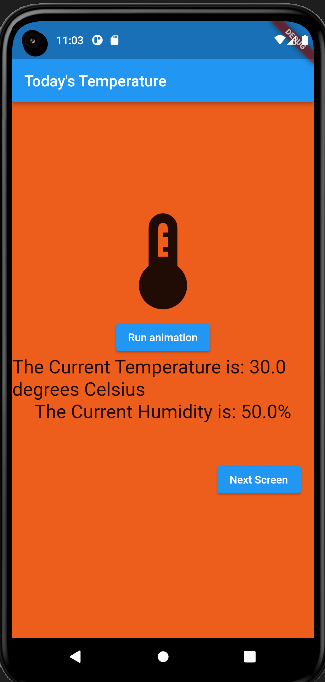 11:03
DEBUG
Today's Temperature
Run animation
The Current Temperature is: 30.0
degrees Celsius
The Current Humidity is: 50.0%
Next Screen